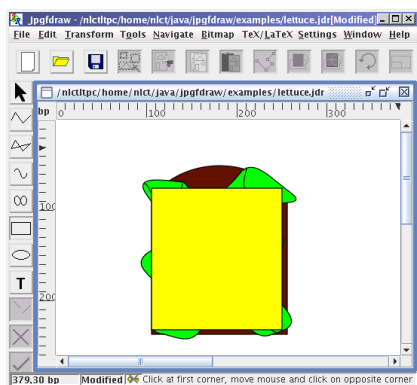 Jpgfdraw - /nlctltpc/home/nlct/java/jpgfdraw/examples/lettuce.jdr[Modified]
File Edit Transform Tools Navigate Bitmap TeX/LaTeX Settings Window Help
/nlctltpc/home/nlct/java/jpgfdraw/examples/lettuce.jdr
bp 0 100 200 300
100
200
T
379.30 bp Modified Click at first corner, move mouse and click on opposite corner